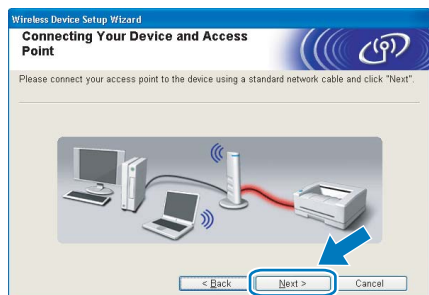 Wireless Device Setup Wizard
Connecting Your Device and Access
Point
Please connect your access point to the device using a standard network cable and click "Next".
< Back
Next >
Cancel